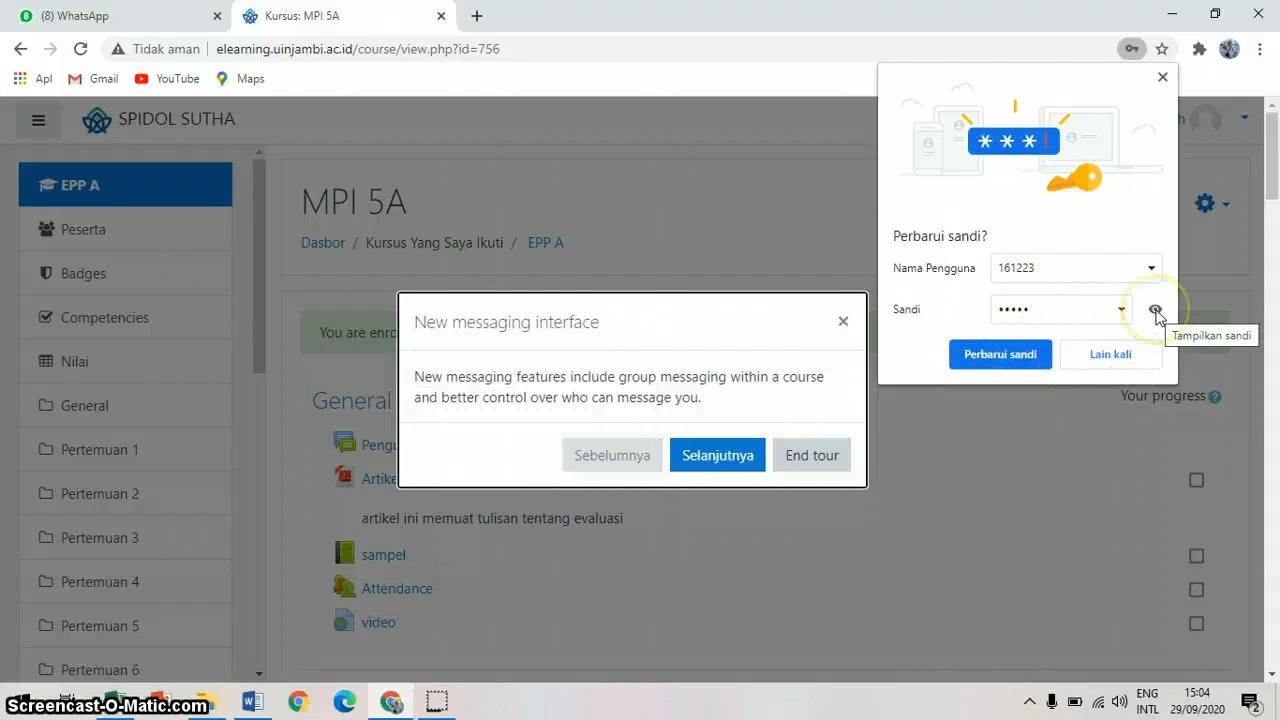 (8) WhatsApp
Kursus: MPI 5A
Tidak aman
elearning.uinjambi.ac.id/course/view.php?id=756
Apl
Gmail
YouTube
Maps
SPIDOL SUTHA
EPP A
Peserta
Badges
Competencies
Nilai
General
Pertemuan 1
Pertemuan 2
Pertemuan 3
Pertemuan 4
Pertemuan 5
Pertemuan 6
MPI 5A
Dasbor / Kursus Yang Saya Ikuti / EPP A
You are enro
General
Your progress
Pengu
Artike
artikel ini memuat tulisan tentang evaluasi
sampel
Attendance
video
New messaging interface
New messaging features include group messaging within a course
and better control over who can message you.
Sebelumnya
Selanjutnya
End tour
* * * !
Perbarui sandi?
Nama Pengguna
161223
Sandi
•••••
Tampilkan sandi
Perbarui sandi
Lain kali
Screencast-O-Matic.com
ENG
INTL
15:04
29/09/2020
2